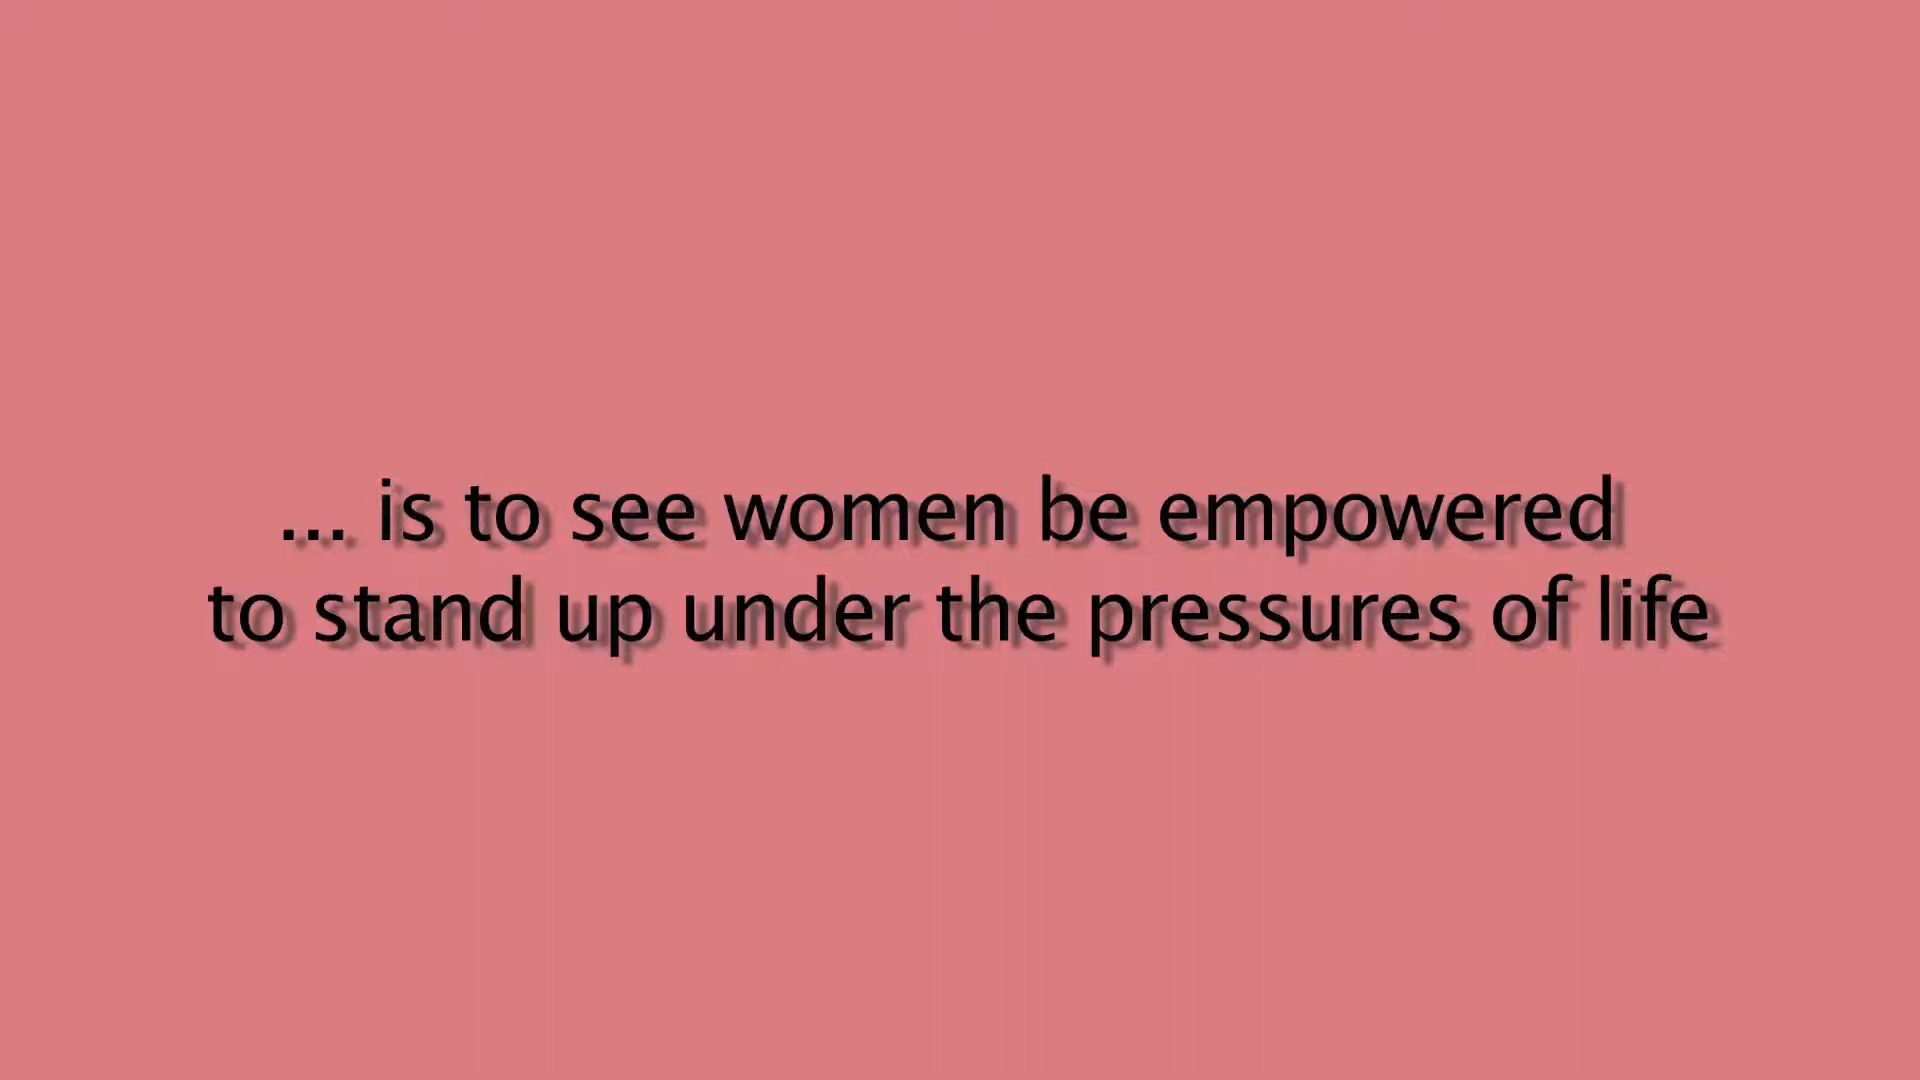 ... is to see women be empowered
to stand up under the pressures of life